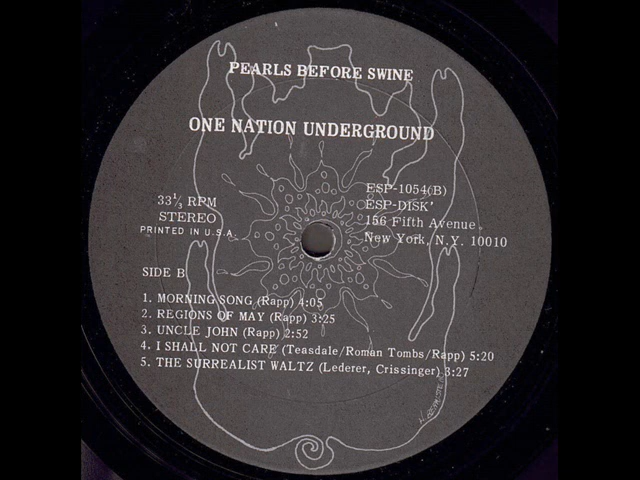 PEARLS BEFORE SWINE
ONE NATION UNDERGROUND
33⅓ RPM
STEREO
PRINTED IN U.S.A.
ESP-1054(B)
ESP-DISK'
156 Fifth Avenue
New York, N.Y. 10010
SIDE B
1. MORNING SONG (Rapp) 4:05
2. REGIONS OF MAY (Rapp) 3:25
3. UNCLE JOHN (Rapp) 2:52
4. I SHALL NOT CARE (Teasdale/Roman Tombs/Rapp) 5:20
5. THE SURREALIST WALTZ (Lederer, Crissinger) 3:27
H. BERNSTEIN